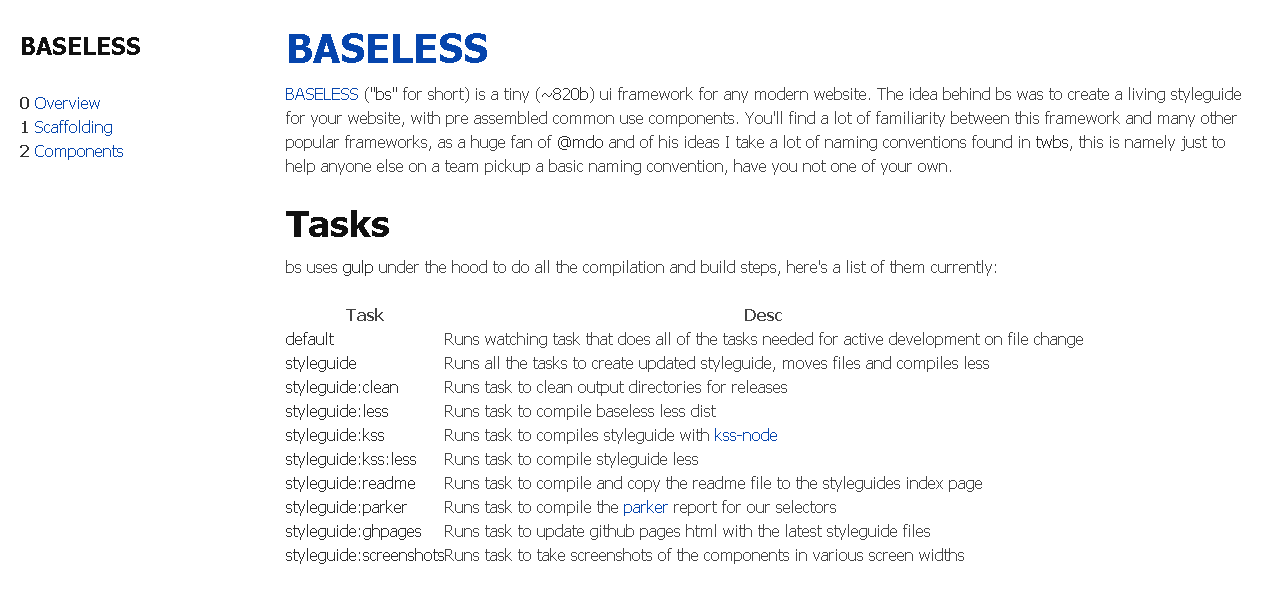 BASELESS
0 Overview
1 Scaffolding
2 Components
BASELESS
BASELESS ("bs" for short) is a tiny (~820b) ui framework for any modern website. The idea behind bs was to create a living styleguide
for your website, with pre assembled common use components. You'll find a lot of familiarity between this framework and many other
popular frameworks, as a huge fan of @mdo and of his ideas I take a lot of naming conventions found in twbs, this is namely just to
help anyone else on a team pickup a basic naming convention, have you not one of your own.
Tasks
bs uses gulp under the hood to do all the compilation and build steps, here's a list of them currently:
Task Desc
default Runs watching task that does all of the tasks needed for active development on file change
styleguide Runs all the tasks to create updated styleguide, moves files and compiles less
styleguide:clean Runs task to clean output directories for releases
styleguide:less Runs task to compile baseless less dist
styleguide:kss Runs task to compiles styleguide with kss-node
styleguide:kss:less Runs task to compile styleguide less
styleguide:readme Runs task to compile and copy the readme file to the styleguides index page
styleguide:parker Runs task to compile the parker report for our selectors
styleguide:ghpages Runs task to update github pages html with the latest styleguide files
styleguide:screenshots Runs task to take screenshots of the components in various screen widths